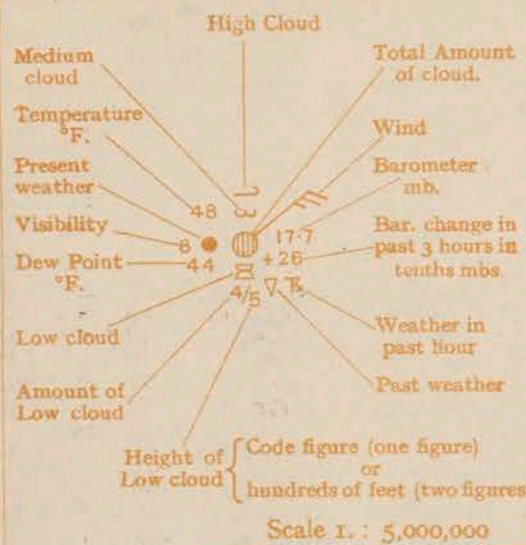 High Cloud
Medium
cloud
Total Amount
of cloud.
Temperature
°F.
Wind
Present
weather
Barometer
mb.
48
Visibility
6
17.7
Bar. change in
past 3 hours in
tenths mbs.
+26
Dew Point
°F.
44
4/5
Low cloud
Weather in
past hour
Amount of
Low cloud
Past weather
Height of
Low cloud
Code figure (one figure)
or
hundreds of feet (two figures
Scale 1. : 5,000,000